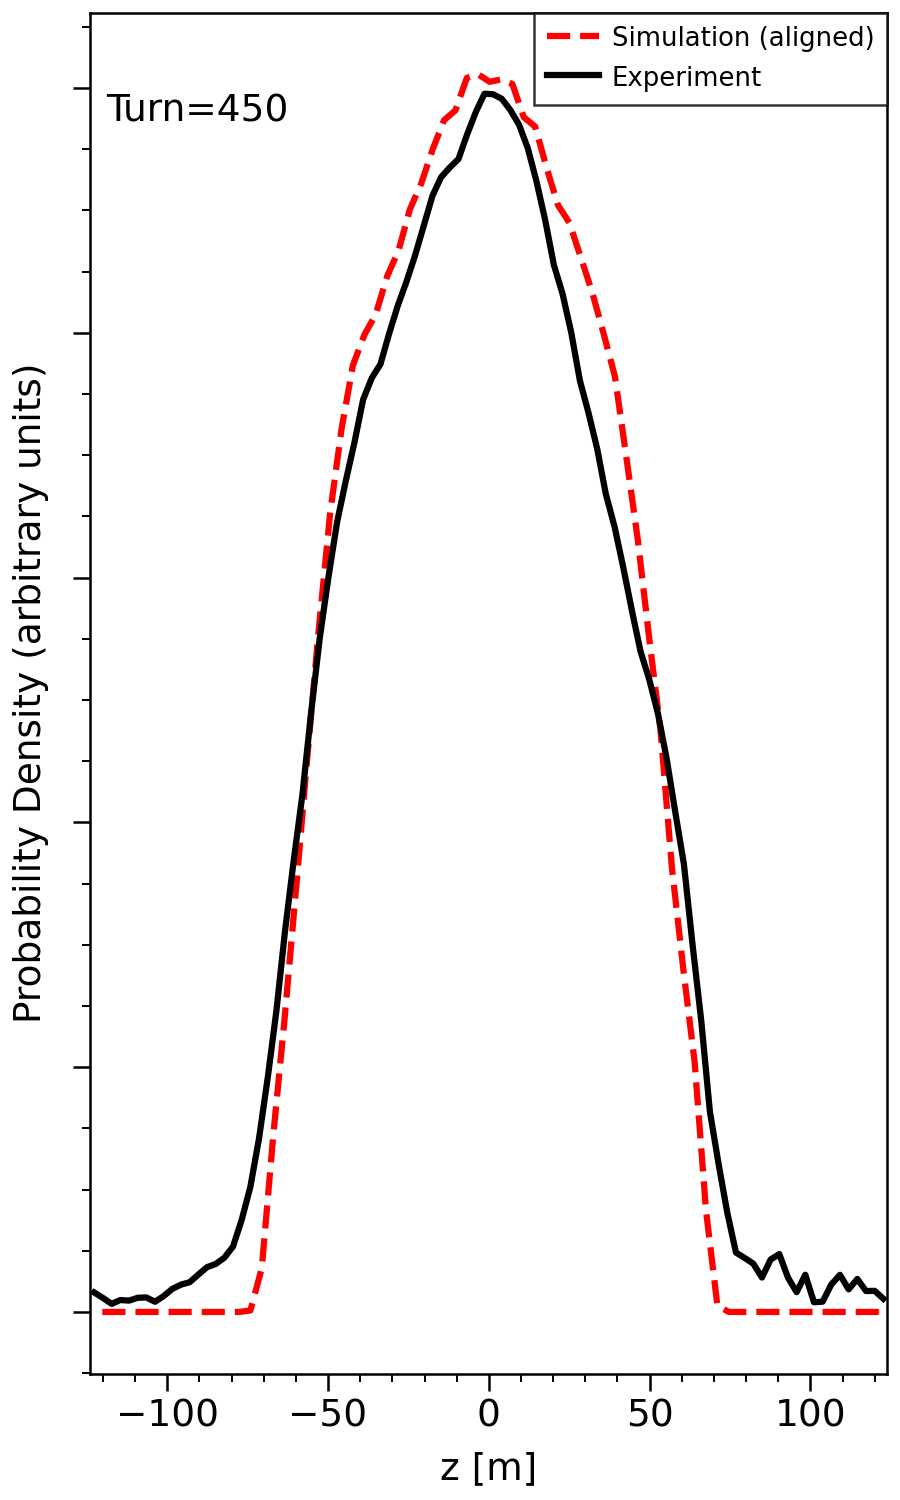 Simulation (aligned)
Experiment
Turn=450
Probability Density (arbitrary units)
−100 −50 0 50 100
z [m]